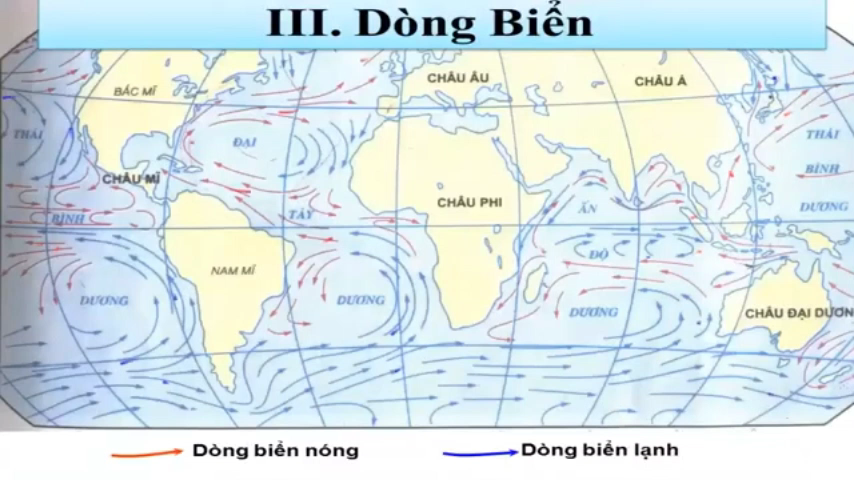 III. Dòng Biển
BẮC MĨ
CHÂU ÂU
CHÂU Á
THÁI
ĐẠI
THÁI
BÌNH
CHÂU MĨ
CHÂU PHI
ẤN
DƯƠNG
BÌNH
TÂY
NAM MĨ
ĐỘ
DƯƠNG
DƯƠNG
DƯƠNG
CHÂU ĐẠI DƯƠN
Dòng biển nóng
Dòng biển lạnh